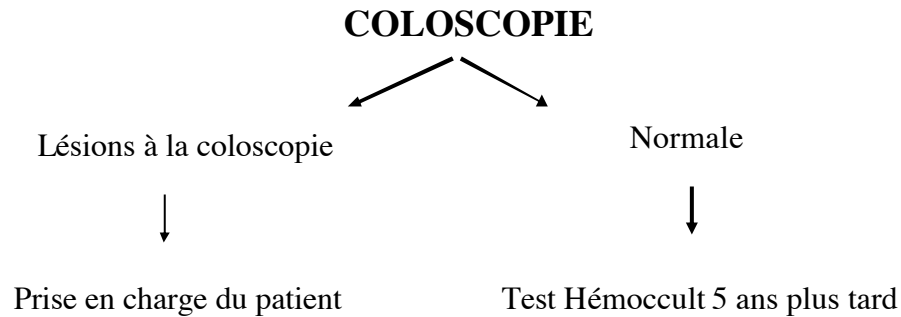 COLOSCOPIE
Lésions à la coloscopie
Normale
Prise en charge du patient
Test Hémoccult 5 ans plus tard